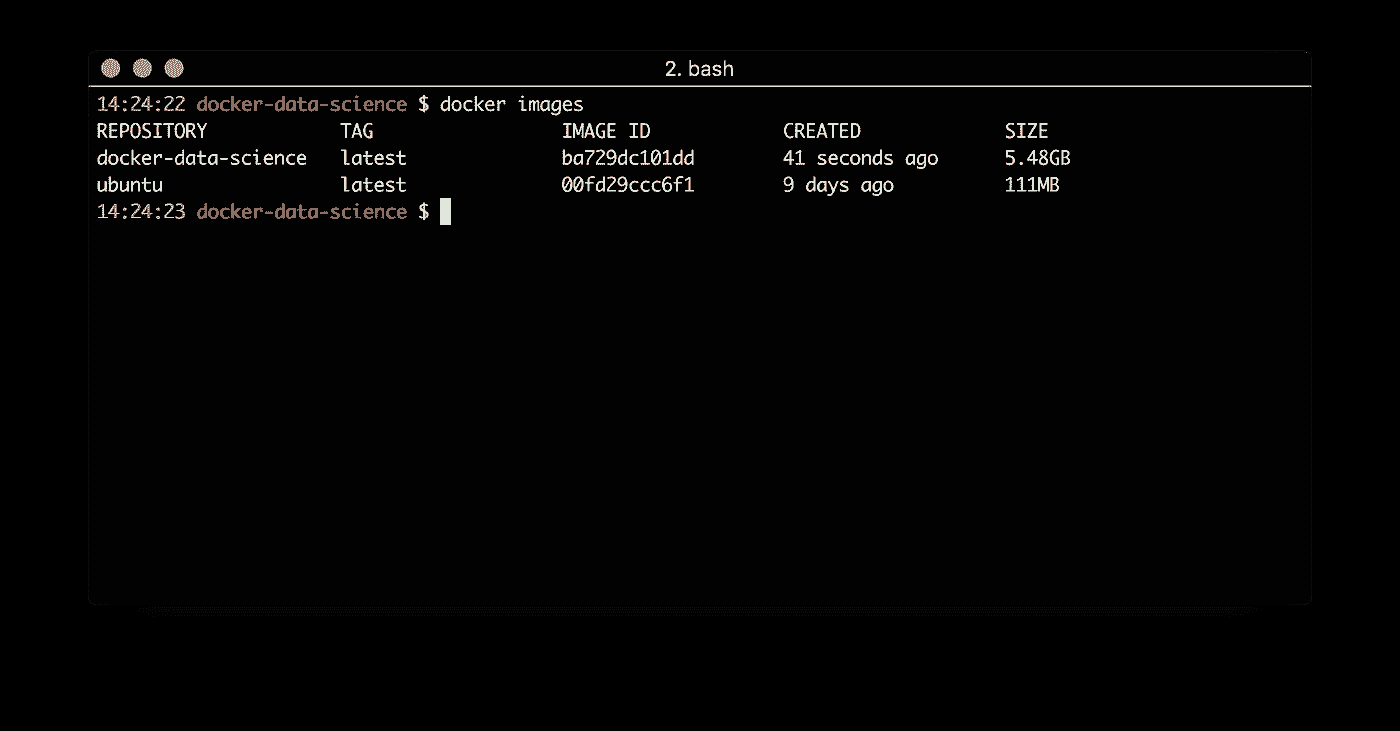 2. bash
14:24:22 docker-data-science $ docker images
REPOSITORY TAG IMAGE ID CREATED SIZE
docker-data-science latest ba729dc101dd 41 seconds ago 5.48GB
ubuntu latest 00fd29ccc6f1 9 days ago 111MB
14:24:23 docker-data-science $